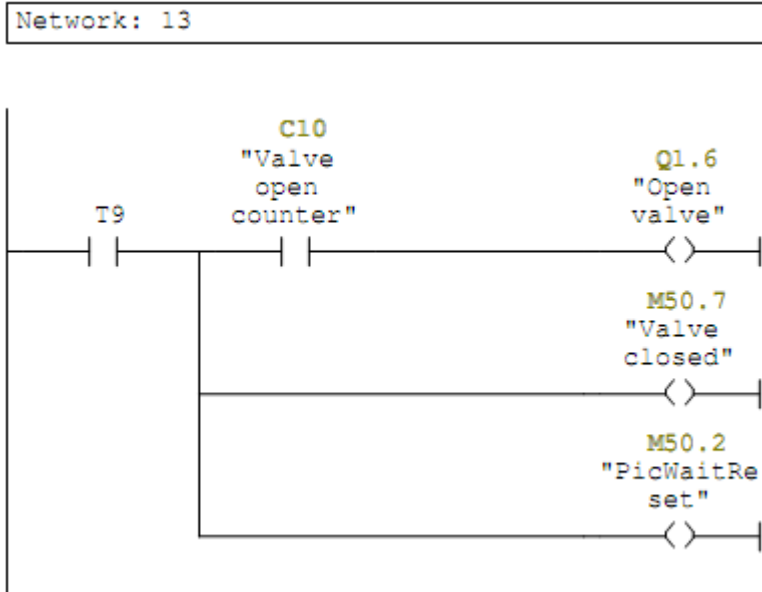 Network: 13
C10
"Valve
open
counter"
Q1.6
"Open
valve"
T9
M50.7
"Valve
closed"
M50.2
"PicWaitRe
set"